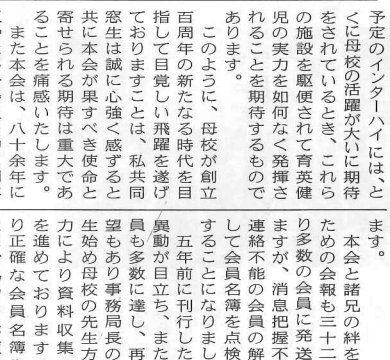 予定のインターハイには、と
くに母校の活躍が大いに期待
をされているとき、これら
の施設を駆使されて育英健
児の実力を如何なく発揮さ
れることを期待するもので
あります。
このように、母校が創立
百周年の新たなる時代を目
指して目覚しい飛躍を遂げ
ておりますことは、私共同
窓生は誠に心強く感ずると
共に本会が果すべき使命と
寄せられる期待は重大であ
ることを痛感いたします。
また本会は、八十余年に
ます。
本会と諸兄の絆を
ための会報も三十二
り多数の会員に発送
ますが、消息把握不
連絡不能の会員の解
して会員名簿を点検
することになりまし
五年前に刊行した
異動が目立ち、また
員も多数に達し、再
望もあり事務局長の
生始め母校の先生方
力により資料収集
を進めております
り正確な会員名簿